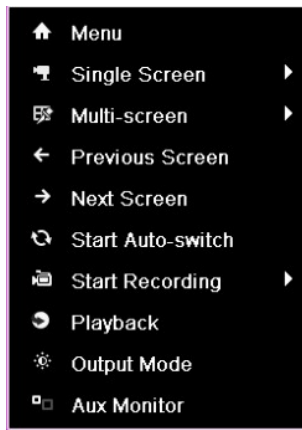 Menu
Single Screen
Multi-screen
Previous Screen
Next Screen
Start Auto-switch
Start Recording
Playback
Output Mode
Aux Monitor